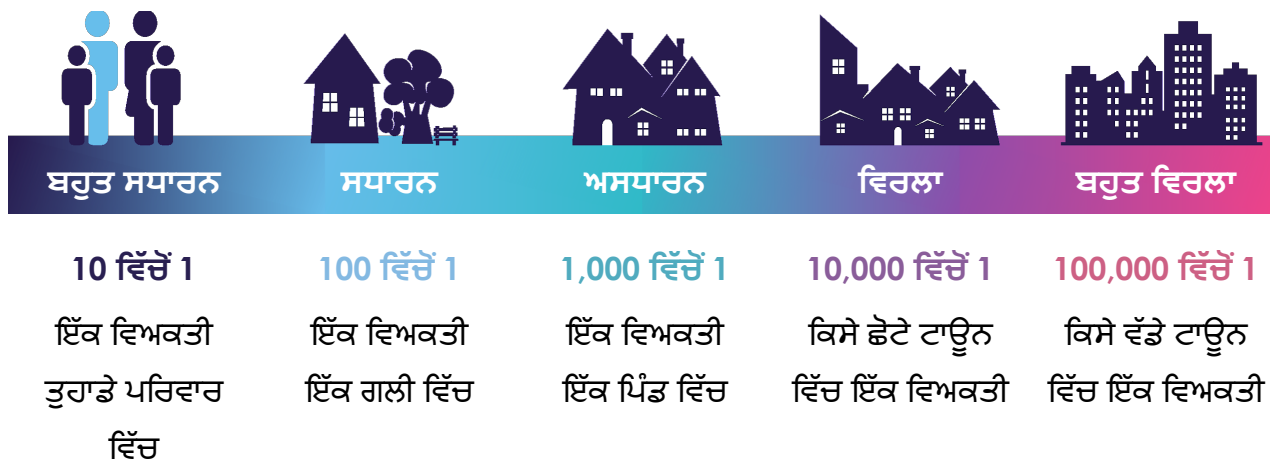 ਬਹੁਤ ਸਧਾਰਨ
ਸਧਾਰਨ
ਅਸਧਾਰਨ
ਵਿਰਲਾ
ਬਹੁਤ ਵਿਰਲਾ
10 ਵਿੱਚੋਂ 1
100 ਵਿੱਚੋਂ 1
1,000 ਵਿੱਚੋਂ 1
10,000 ਵਿੱਚੋਂ 1
100,000 ਵਿੱਚੋਂ 1
ਇੱਕ ਵਿਅਕਤੀ
ਤੁਹਾਡੇ ਪਰਿਵਾਰ
ਵਿੱਚ
ਇੱਕ ਵਿਅਕਤੀ
ਇੱਕ ਗਲੀ ਵਿੱਚ
ਇੱਕ ਵਿਅਕਤੀ
ਇੱਕ ਪਿੰਡ ਵਿੱਚ
ਕਿਸੇ ਛੋਟੇ ਟਾਊਨ
ਵਿੱਚ ਇੱਕ ਵਿਅਕਤੀ
ਕਿਸੇ ਵੱਡੇ ਟਾਊਨ
ਵਿੱਚ ਇੱਕ ਵਿਅਕਤੀ